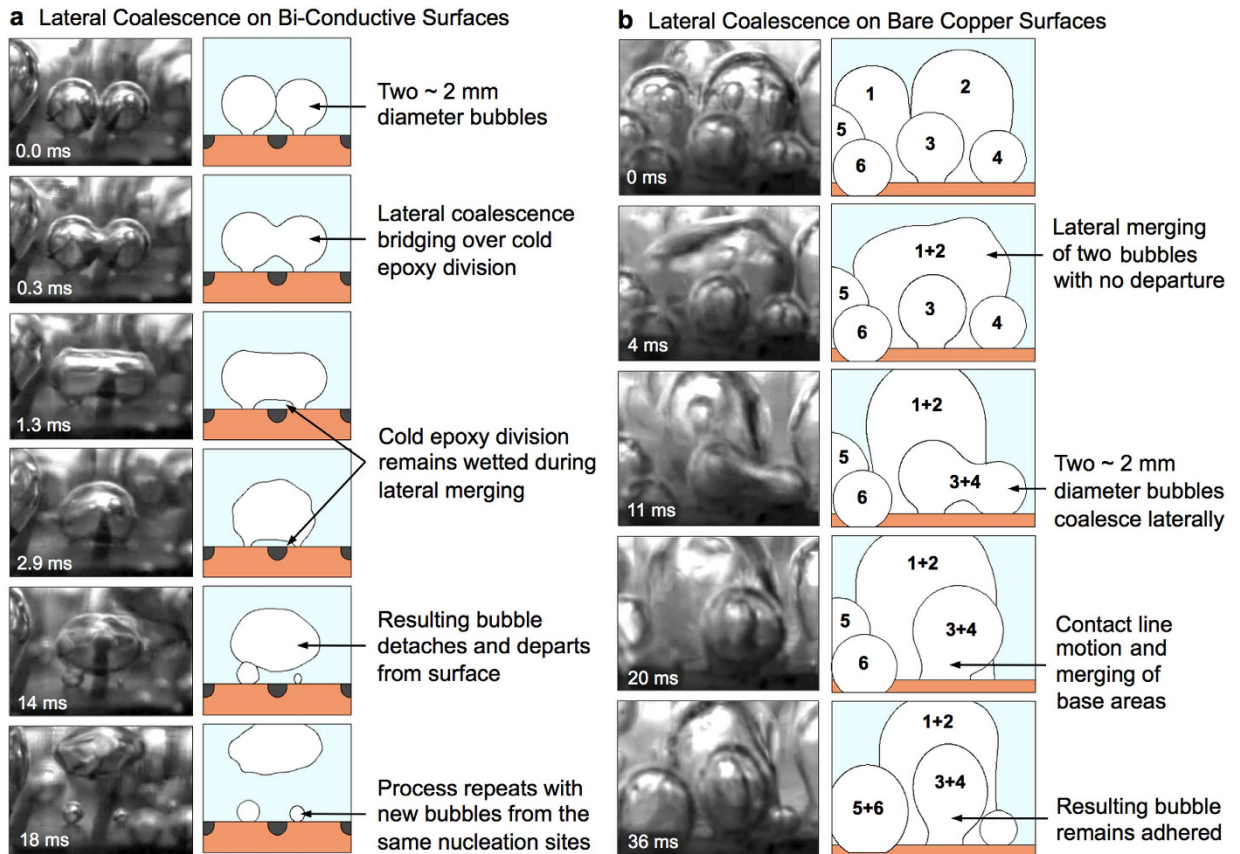 a Lateral Coalescence on Bi-Conductive Surfaces
0.0 ms
Two ~ 2 mm
diameter bubbles
0.3 ms
Lateral coalescence
bridging over cold
epoxy division
1.3 ms
Cold epoxy division
remains wetted during
lateral merging
2.9 ms
14 ms
Resulting bubble
detaches and departs
from surface
18 ms
Process repeats with
new bubbles from the
same nucleation sites
b Lateral Coalescence on Bare Copper Surfaces
0 ms
1
2
5
3
6
4
4 ms
1+2
5
3
6
4
Lateral merging
of two bubbles
with no departure
11 ms
1+2
5
3+4
6
Two ~ 2 mm
diameter bubbles
coalesce laterally
20 ms
1+2
5
3+4
6
Contact line
motion and
merging of
base areas
36 ms
1+2
3+4
5+6
Resulting bubble
remains adhered